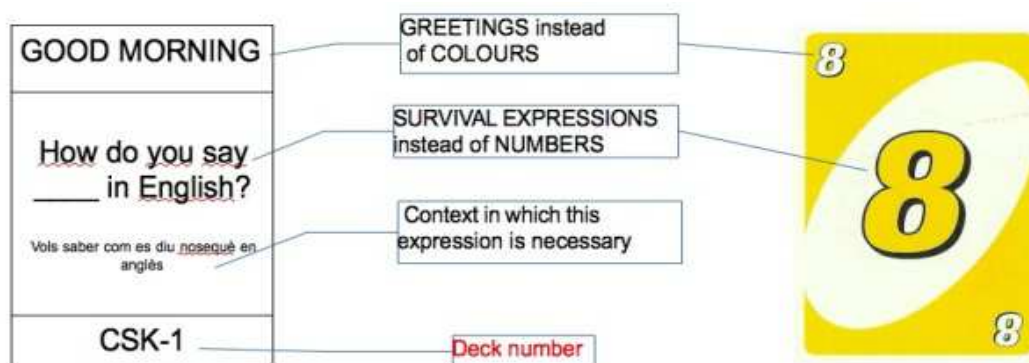 GOOD MORNING
How do you say
____ in English?
Vols saber com es diu nosequè en
anglès
CSK-1
GREETINGS instead
of COLOURS
SURVIVAL EXPRESSIONS
instead of NUMBERS
Context in which this
expression is necessary
Deck number
8
8
8